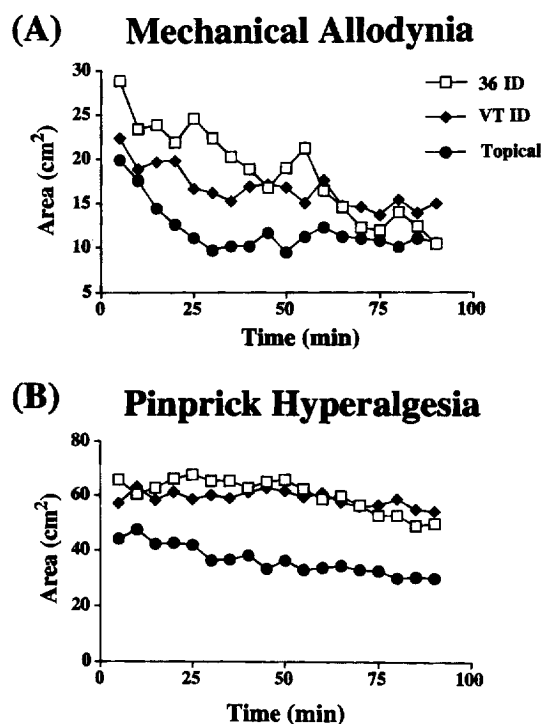 (A) Mechanical Allodynia
30
25
20
15
10
5
Area (cm²)
36 ID
VT ID
Topical
0 25 50 75 100
Time (min)
(B) Pinprick Hyperalgesia
80
60
40
20
0
Area (cm²)
0 25 50 75 100
Time (min)